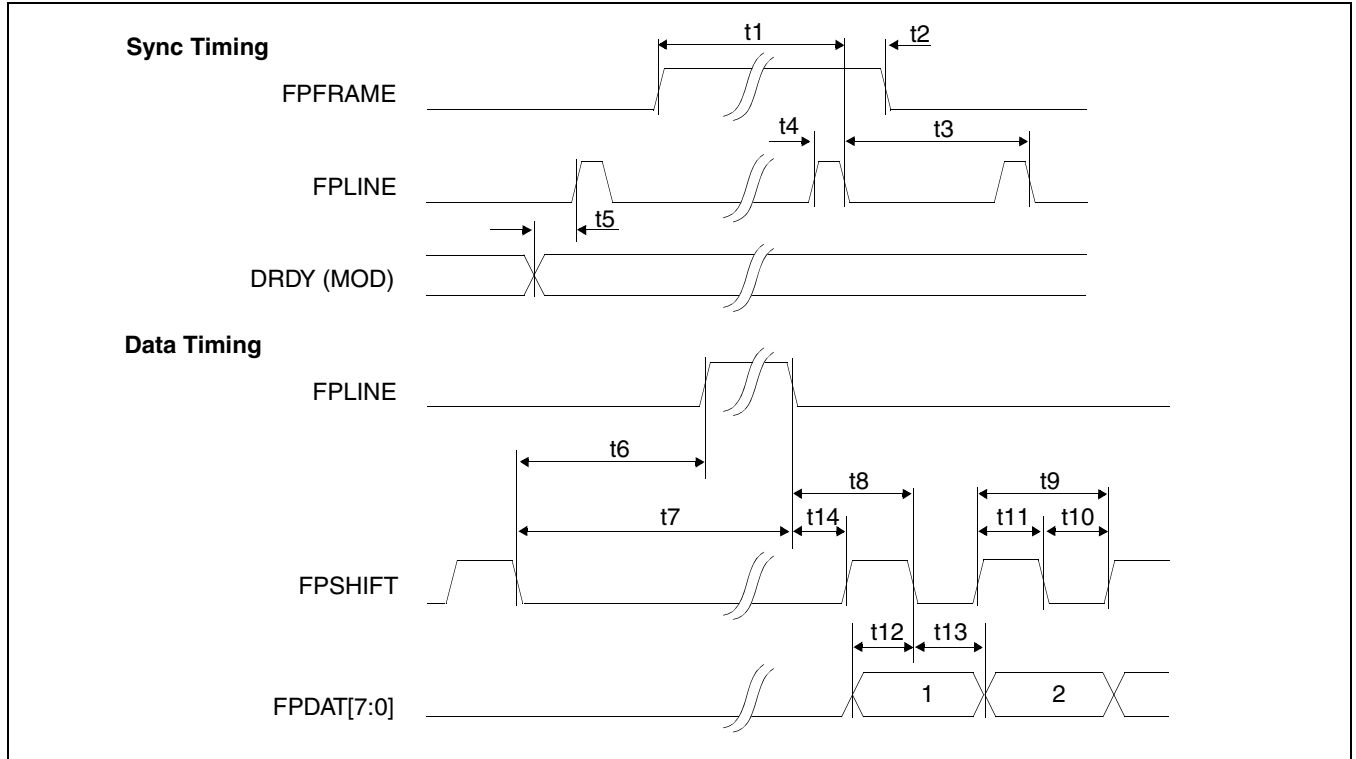 Sync Timing
t1
t2
FPFRAME
t4
t3
FPLINE
t5
DRDY (MOD)
Data Timing
FPLINE
t6
t8
t9
t7
t14
t11
t10
FPSHIFT
t12
t13
FPDAT[7:0]
1
2